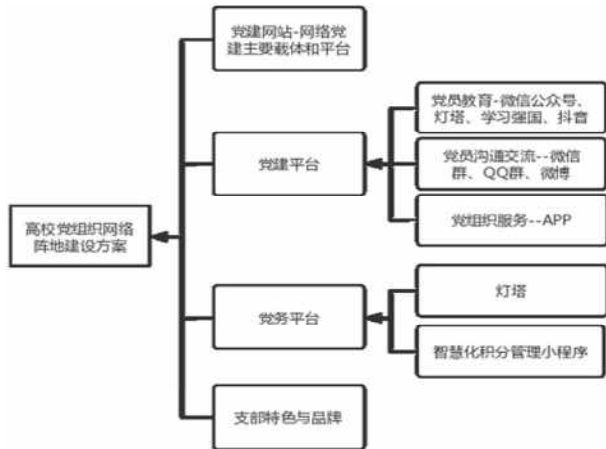 党建网站-网络党
建主要载体和平台
党员教育-微信公众号、
灯塔、学习强国、抖音
党建平台
党员沟通交流--微信
群、QQ群、微博
党组织服务--APP
高校党组织网络
阵地建设方案
灯塔
党务平台
智慧化积分管理小程序
支部特色与品牌